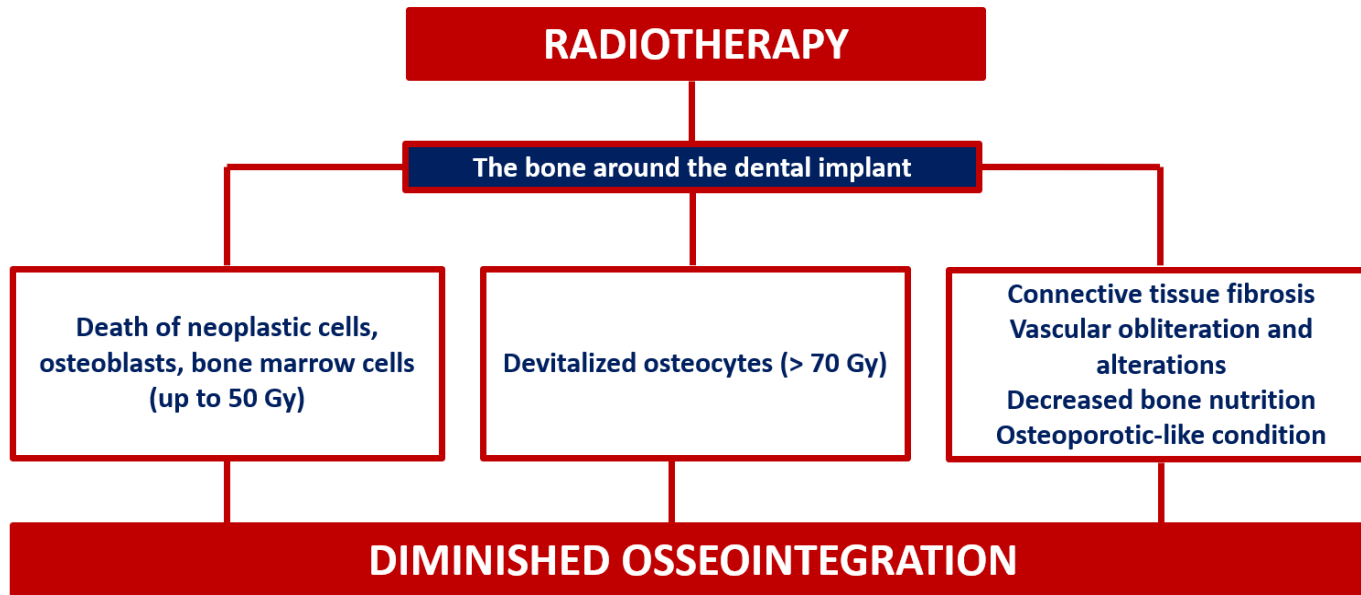 RADIOTHERAPY
The bone around the dental implant
Death of neoplastic cells,
osteoblasts, bone marrow cells
(up to 50 Gy)
Devitalized osteocytes (> 70 Gy)
Connective tissue fibrosis
Vascular obliteration and
alterations
Decreased bone nutrition
Osteoporotic-like condition
DIMINISHED OSSEOINTEGRATION